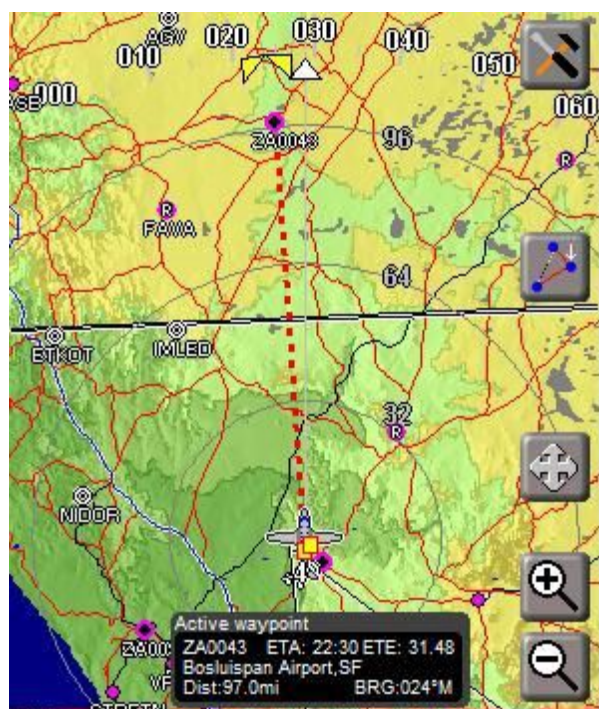 AGV
010
020
030
040
050
060
000
ZA0043
96
R
R
FAWA
64
ETKOT
IMLED
32
R
NIDOR
Active waypoint
ZA0043 ETA: 22:30 ETE: 31.48
Bosluispan Airport,SF
Dist:97.0mi BRG:024°M